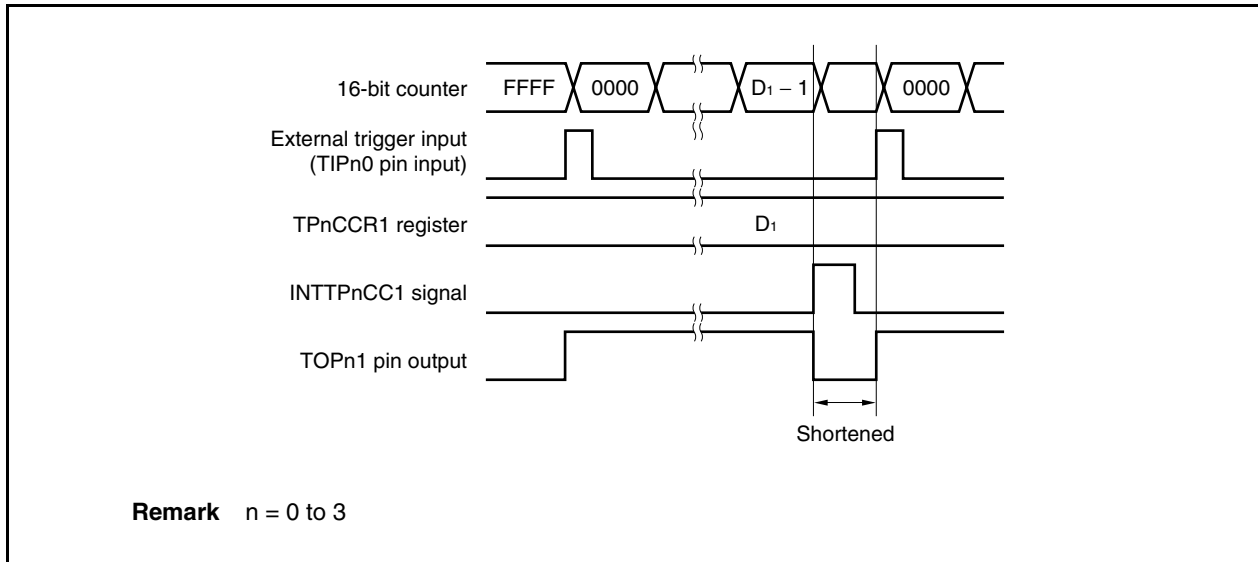 16-bit counter FFFF 0000 D₁ – 1 0000
External trigger input
(TIPn0 pin input)
TPnCCR1 register D₁
INTTPnCC1 signal
TOPn1 pin output
Shortened
Remark n = 0 to 3